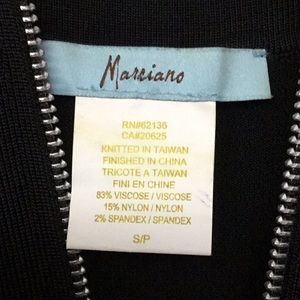 Marciano
RN#62136
CA#20625
KNITTED IN TAIWAN
FINISHED IN CHINA
TRICOTE A TAIWAN
FINI EN CHINE
83% VISCOSE / VISCOSE
15% NYLON / NYLON
2% SPANDEX / SPANDEX
S/P